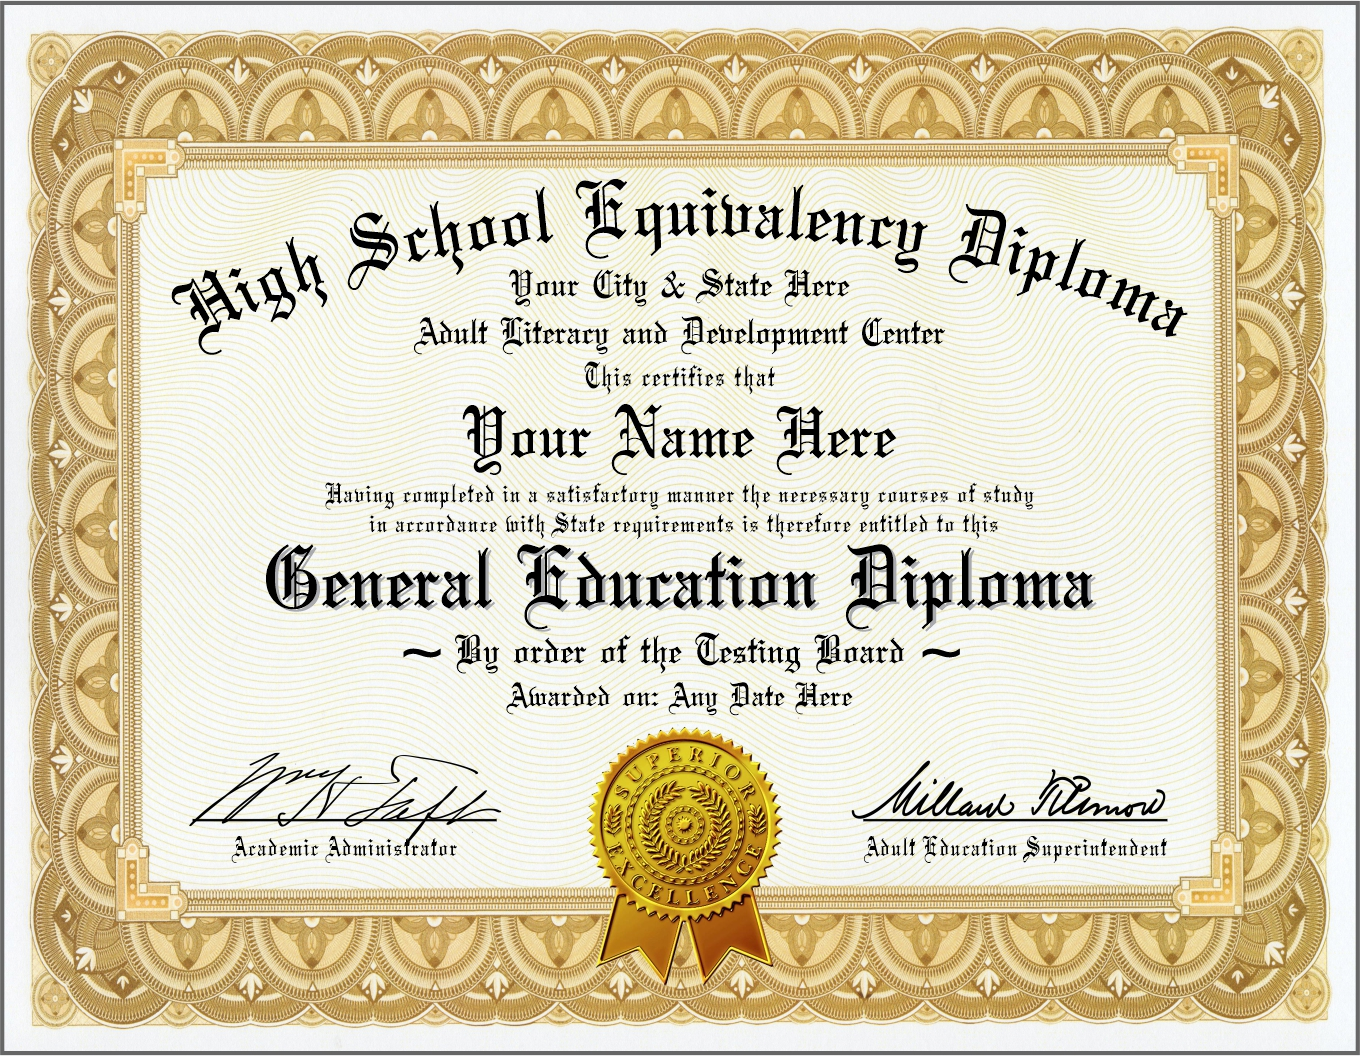 High School Equivalency Diploma
Your City & State Here
Adult Literacy and Development Center
This certifies that
Your Name Here
Having completed in a satisfactory manner the necessary courses of study
in accordance with State requirements is therefore entitled to this
General Education Diploma
~ By order of the Testing Board ~
Awarded on: Any Date Here
SUPERIOR
EXCELLENCE
Millard Fillmore
Academic Administrator
Adult Education Superintendent